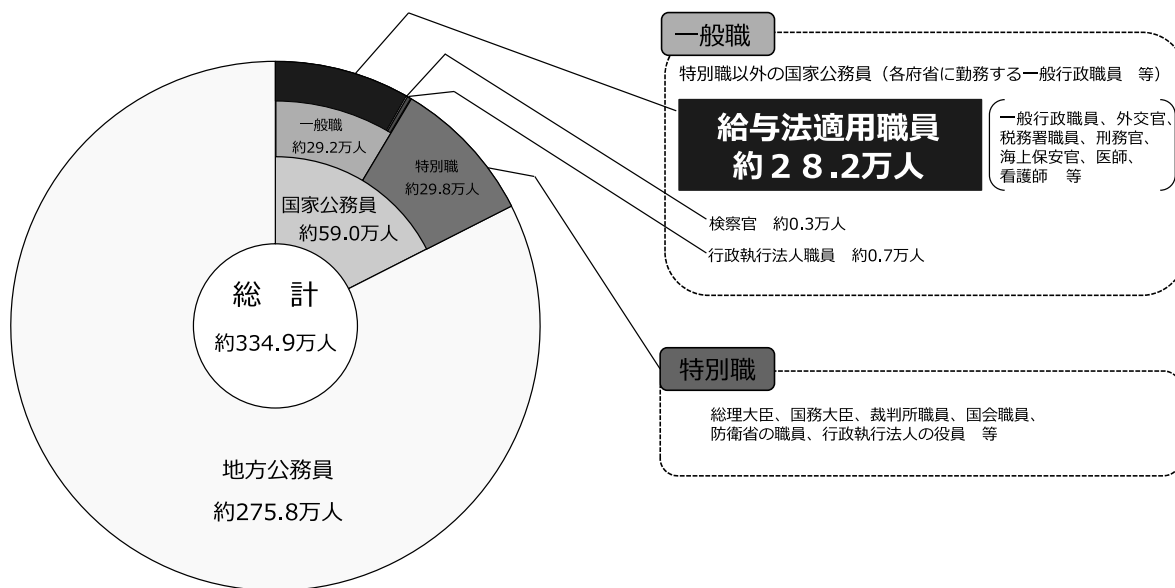 一般職
特別職以外の国家公務員（各府省に勤務する一般行政職員　等）
給与法適用職員
約２８.２万人
一般行政職員、外交官、
税務署職員、刑務官、
海上保安官、医師、
看護師　等
検察官　約0.3万人
行政執行法人職員　約0.7万人
特別職
総理大臣、国務大臣、裁判所職員、国会職員、
防衛省の職員、行政執行法人の役員　等
一般職
約29.2万人
特別職
約29.8万人
国家公務員
約59.0万人
総　計
約334.9万人
地方公務員
約275.8万人